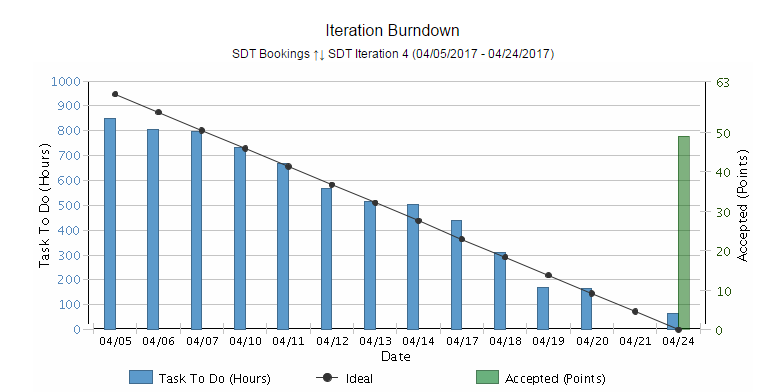 Iteration Burndown
SDT Bookings ↑↓ SDT Iteration 4 (04/05/2017 - 04/24/2017)
Task To Do (Hours)
1000
900
800
700
600
500
400
300
200
100
0
63
50
40
30
20
10
0
Accepted (Points)
04/05 04/06 04/07 04/10 04/11 04/12 04/13 04/14 04/17 04/18 04/19 04/20 04/21 04/24
Date
Task To Do (Hours) Ideal Accepted (Points)